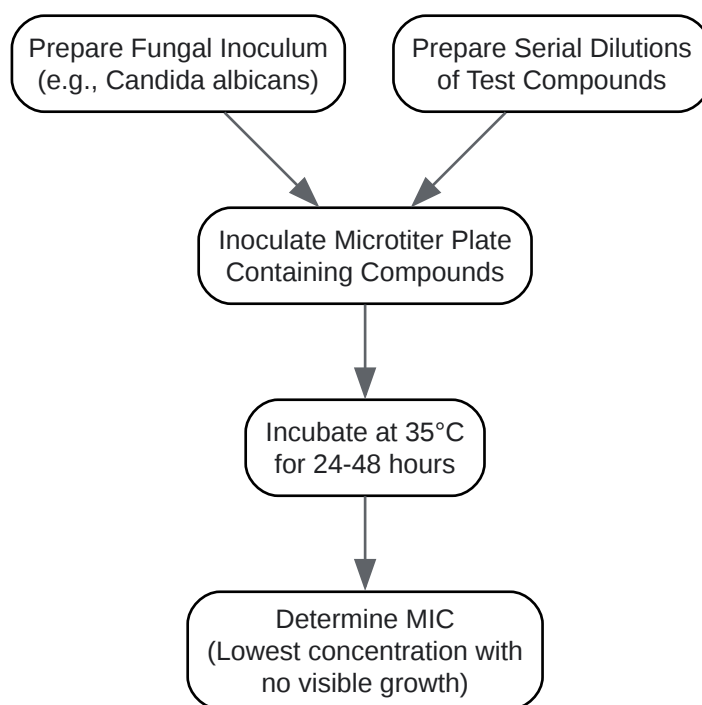 Prepare Fungal Inoculum
(e.g., Candida albicans)
Prepare Serial Dilutions
of Test Compounds
Inoculate Microtiter Plate
Containing Compounds
Incubate at 35°C
for 24-48 hours
Determine MIC
(Lowest concentration with
no visible growth)